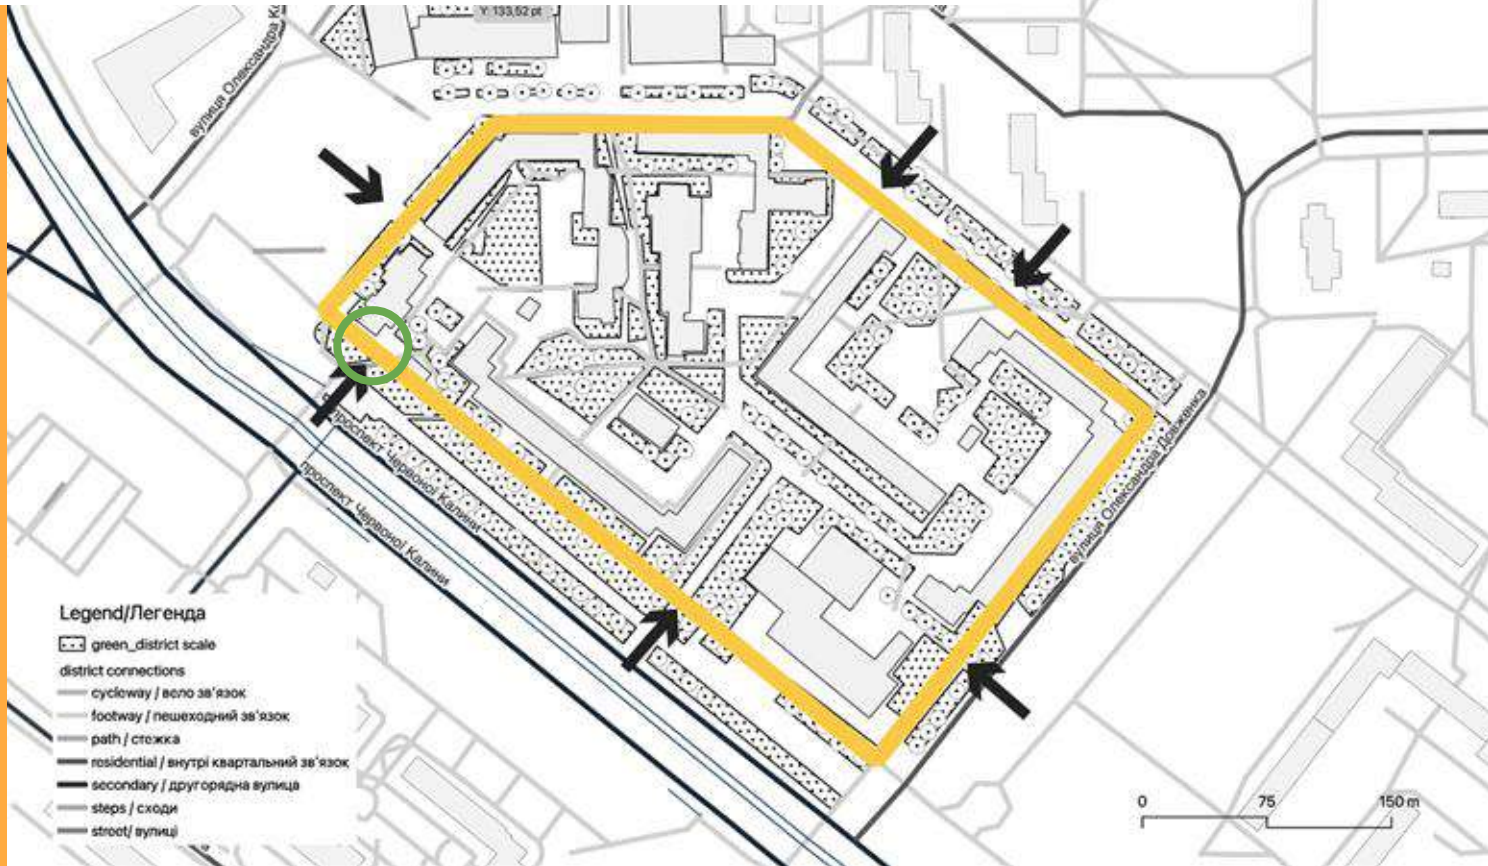 Y: 133,52 pt
вулиця Олександра Ко
вулиця Олександра Довженка
проспект Червоної Калини
проспект Червоної Калини
Legend/Легенда
green_district scale
district connections
cycleway / вело зв'язок
footway / пешеходний зв'язок
path / стежка
residential / внутрі квартальний зв'язок
secondary / другорядна вулиця
steps / сходи
street/ вулиці
0 75 150 m